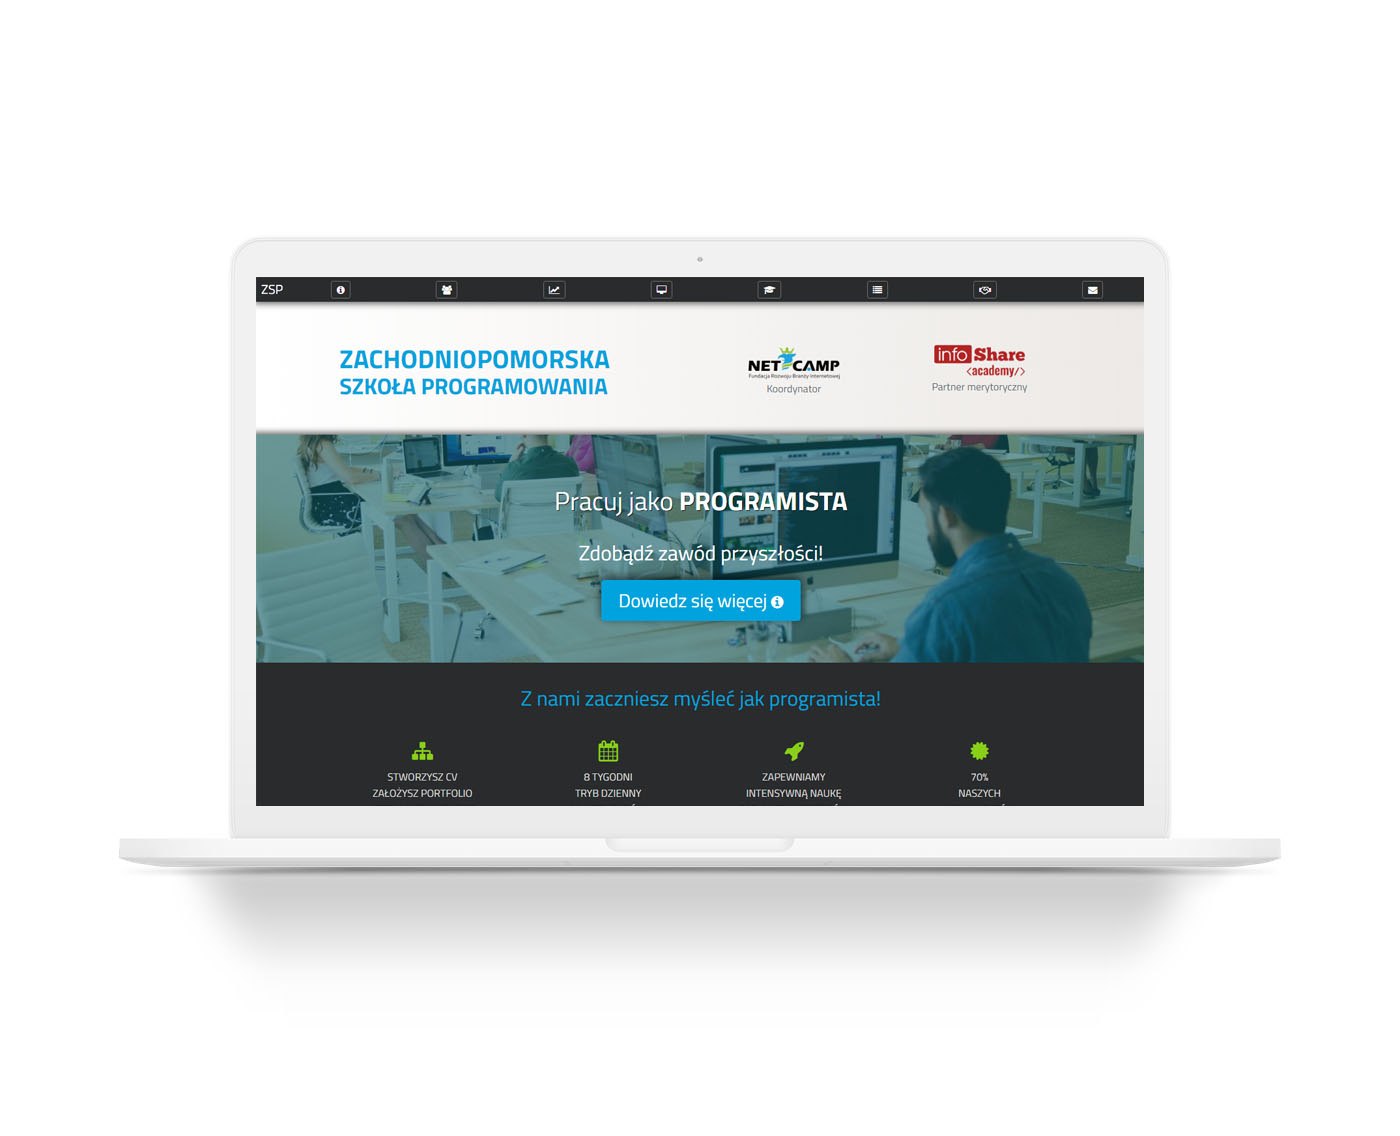 ZSP
ZACHODNIOPOMORSKA
SZKOŁA PROGRAMOWANIA
NET CAMP
Fundacja Rozwoju Branży Internetowej
Koordynator
info Share
<academy/>
Partner merytoryczny
Pracuj jako PROGRAMISTA
Zdobądź zawód przyszłości!
Dowiedz się więcej
Z nami zaczniesz myśleć jak programista!
STWORZYSZ CV
ZAŁOŻYSZ PORTFOLIO
8 TYGODNI
TRYB DZIENNY
ZAPEWNIAMY
INTENSYWNĄ NAUKĘ
70%
NASZYCH